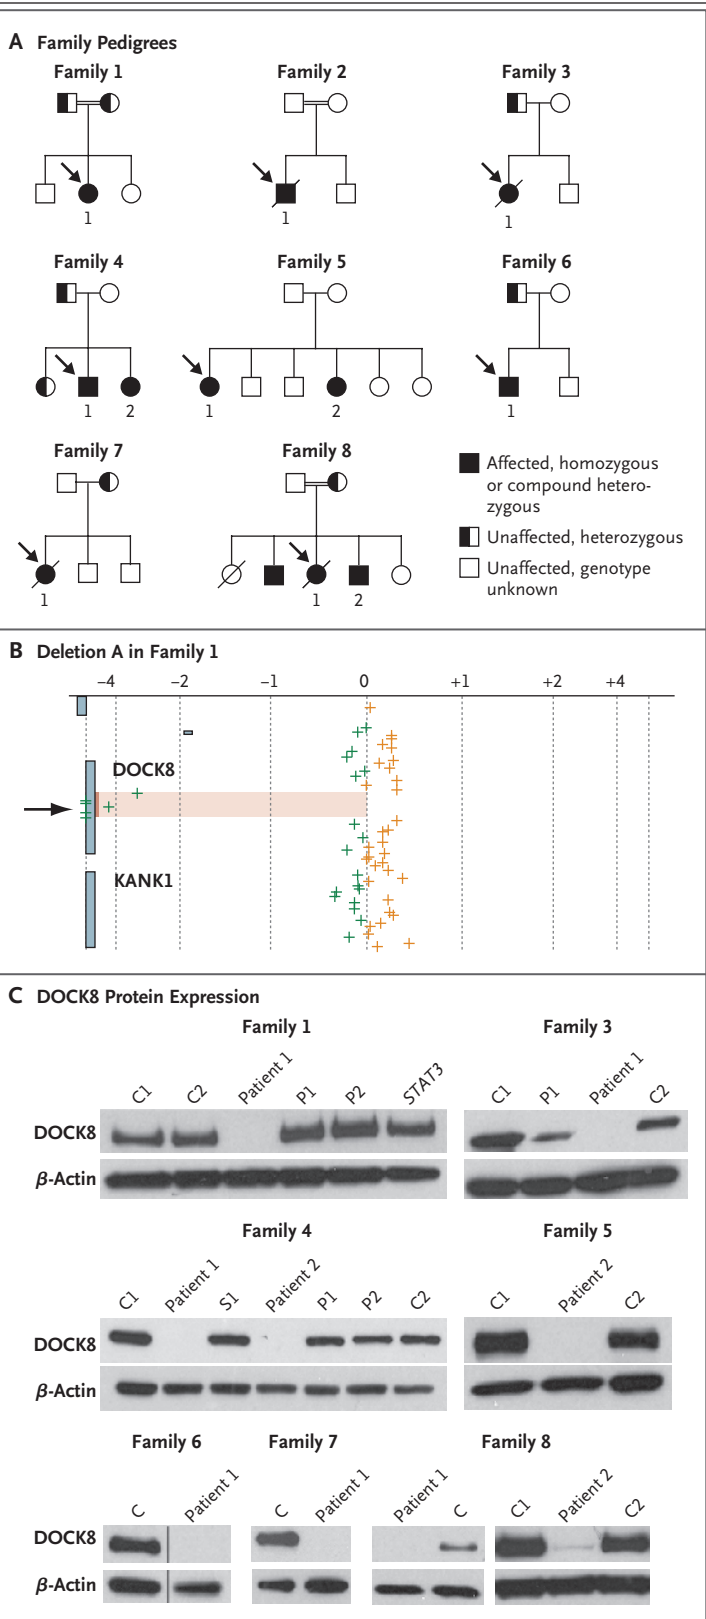 A Family Pedigrees
Family 1
Family 2
Family 3
1
1
1
Family 4
Family 5
Family 6
1
2
1
2
1
Family 7
Family 8
1
1
2
Affected, homozygous
or compound hetero-
zygous
Unaffected, heterozygous
Unaffected, genotype
unknown
B Deletion A in Family 1
–4 –2 –1 0 +1 +2 +4
DOCK8
KANK1
C DOCK8 Protein Expression
Family 1
C1 C2 Patient 1 P1 P2 STAT3
DOCK8
β-Actin
Family 3
C1 P1 Patient 1 C2
Family 4
C1 Patient 1 S1 Patient 2 P1 P2 C2
DOCK8
β-Actin
Family 5
C1 Patient 2 C2
Family 6
Family 7
Family 8
C Patient 1
C Patient 1
Patient 1 C
C1 Patient 2 C2
DOCK8
β-Actin